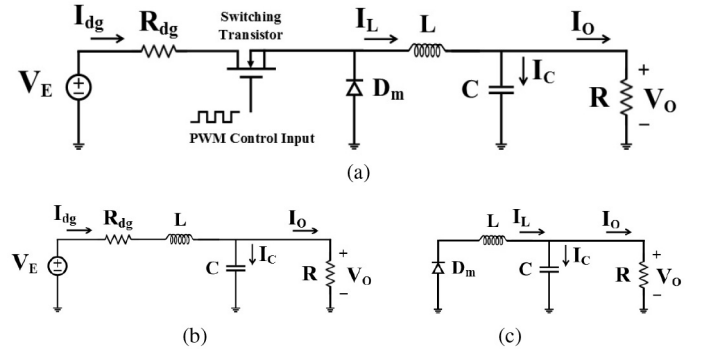 I_dg
R_dg
Switching
Transistor
I_L
L
I_O
V_E
D_m
C
I_C
R
+
V_O
−
PWM Control Input
(a)
I_dg
R_dg
L
I_O
V_E
C
I_C
R
+
V_O
−
(b)
L
I_L
I_O
D_m
C
I_C
R
+
V_O
−
(c)